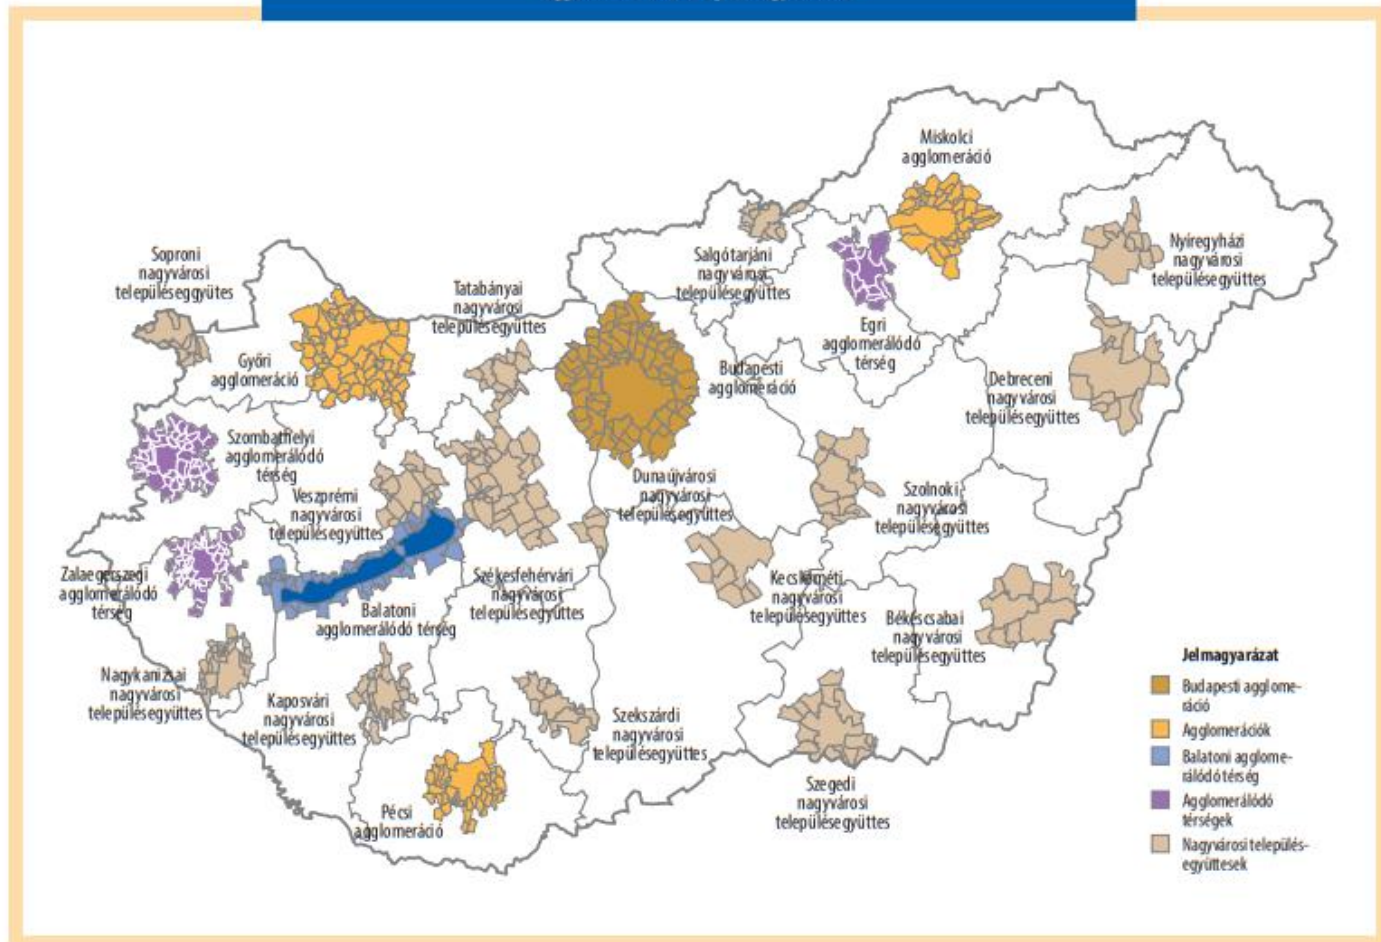 Miskolci
agglomeráció
Soproni
nagyvárosi
településeggyütes
Tatabányai
nagyvárosi
településegyüttes
Salgótarjáni
nagyvárosi
településegyüttes
Nyíregyházi
nagyvárosi
településegyüttes
Győri
agglomeráció
Egri
agglomerálódó
térség
Budapesti
agglomeráció
Debreceni
nagyvárosi
településegyüttes
Szombathelyi
agglomerálódó
térség
Veszprémi
nagyvárosi
településegyüttes
Dunaújvárosi
nagyvárosi
településegyüttes
Szolnoki
nagyvárosi
településegyüttes
Zalaegerszegi
agglomerálódó
térség
Székesfehérvári
nagyvárosi
településegyüttes
Kecskeméti
nagyvárosi
településegyüttes
Balatoni
agglomerálódó térség
Békéscsabai
nagyvárosi
településegyüttes
Nagykanizsai
nagyvárosi
településegyüttes
Kaposvári
nagyvárosi
településegyüttes
Szekszárdi
nagyvárosi
településegyüttes
Szegedi
nagyvárosi
településegyüttes
Pécsi
agglomeráció
Jelmagyarázat
Budapesti agglome-
ráció
Agglomerációk
Balatoni agglome-
rálódó térség
Agglomerálódó
térségek
Nagyvárosi település-
együttesek